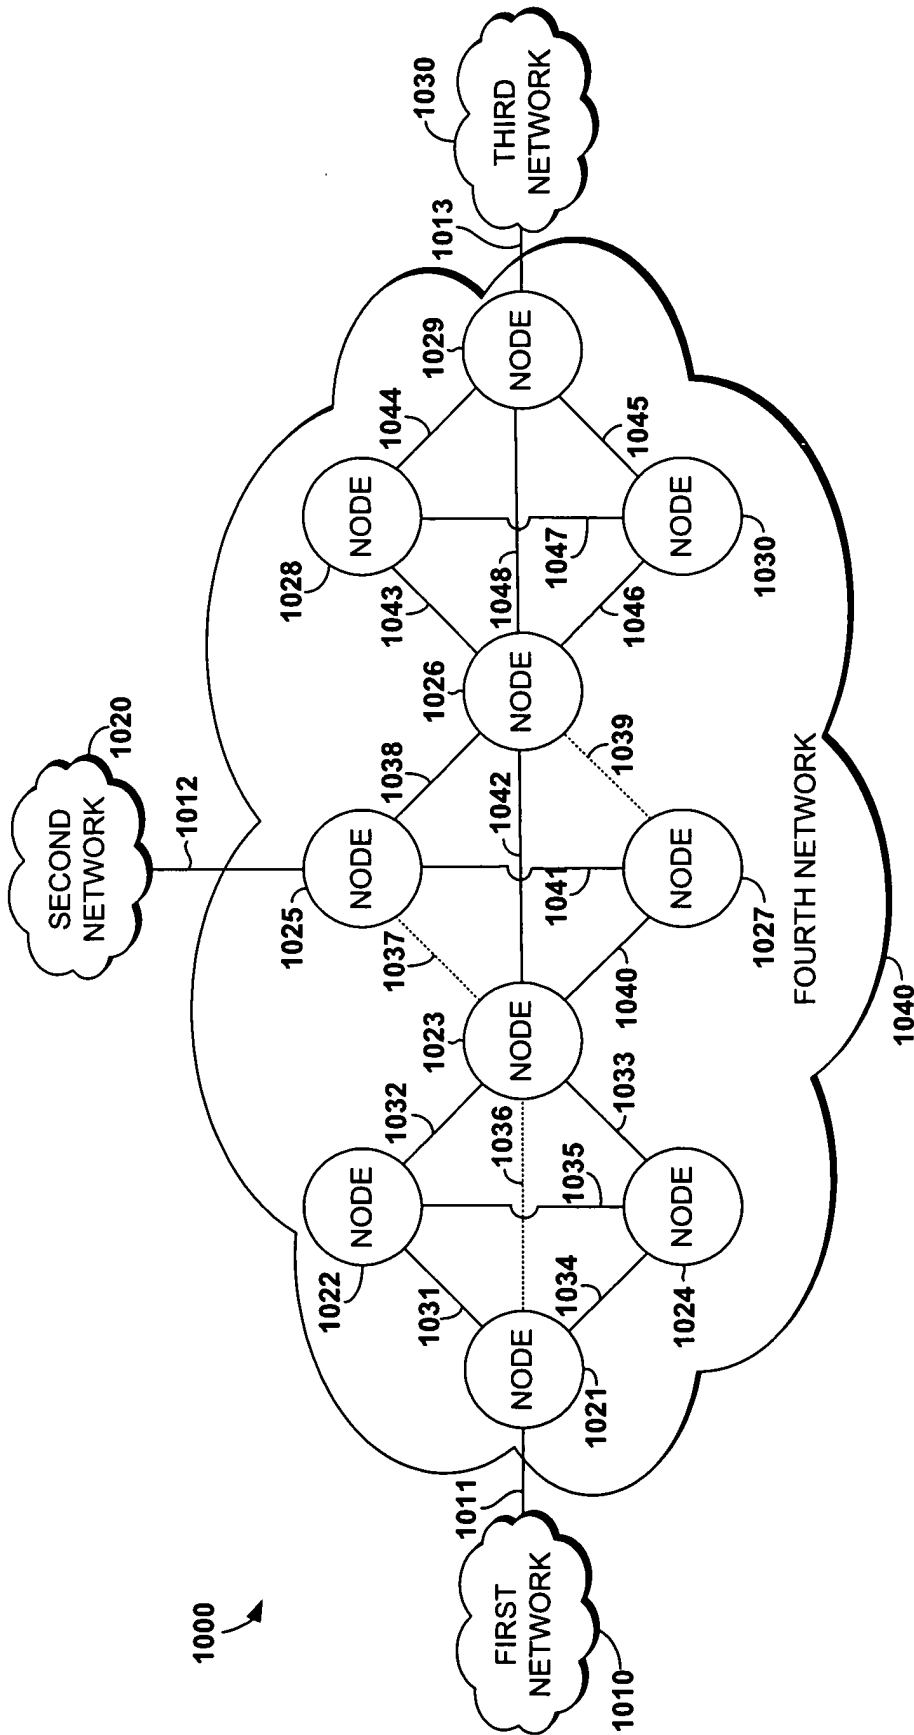 1000
SECOND
NETWORK
1020
1012
FIRST
NETWORK
1010
1011
THIRD
NETWORK
1030
1013
NODE
1021
NODE
1022
NODE
1023
NODE
1024
NODE
1025
NODE
1026
NODE
1027
NODE
1028
NODE
1029
NODE
1030
1031
1032
1033
1034
1035
1036
1037
1038
1039
1040
1041
1042
1043
1044
1045
1046
1047
1048
FOURTH NETWORK
1040